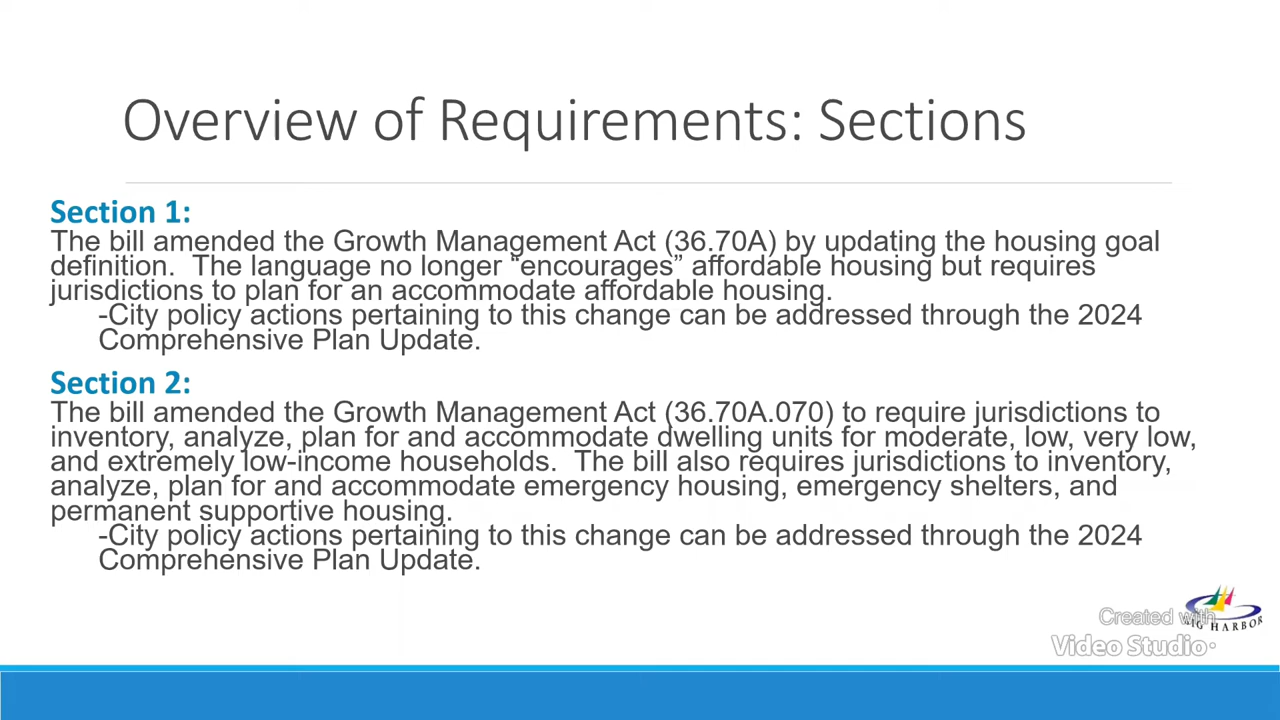 Overview of Requirements: Sections
Section 1:
The bill amended the Growth Management Act (36.70A) by updating the housing goal
definition.  The language no longer “encourages” affordable housing but requires
jurisdictions to plan for an accommodate affordable housing.
-City policy actions pertaining to this change can be addressed through the 2024
Comprehensive Plan Update.
Section 2:
The bill amended the Growth Management Act (36.70A.070) to require jurisdictions to
inventory, analyze, plan for and accommodate dwelling units for moderate, low, very low,
and extremely low-income households.  The bill also requires jurisdictions to inventory,
analyze, plan for and accommodate emergency housing, emergency shelters, and
permanent supportive housing.
-City policy actions pertaining to this change can be addressed through the 2024
Comprehensive Plan Update.
Created with
GIG HARBOR
Video Studio